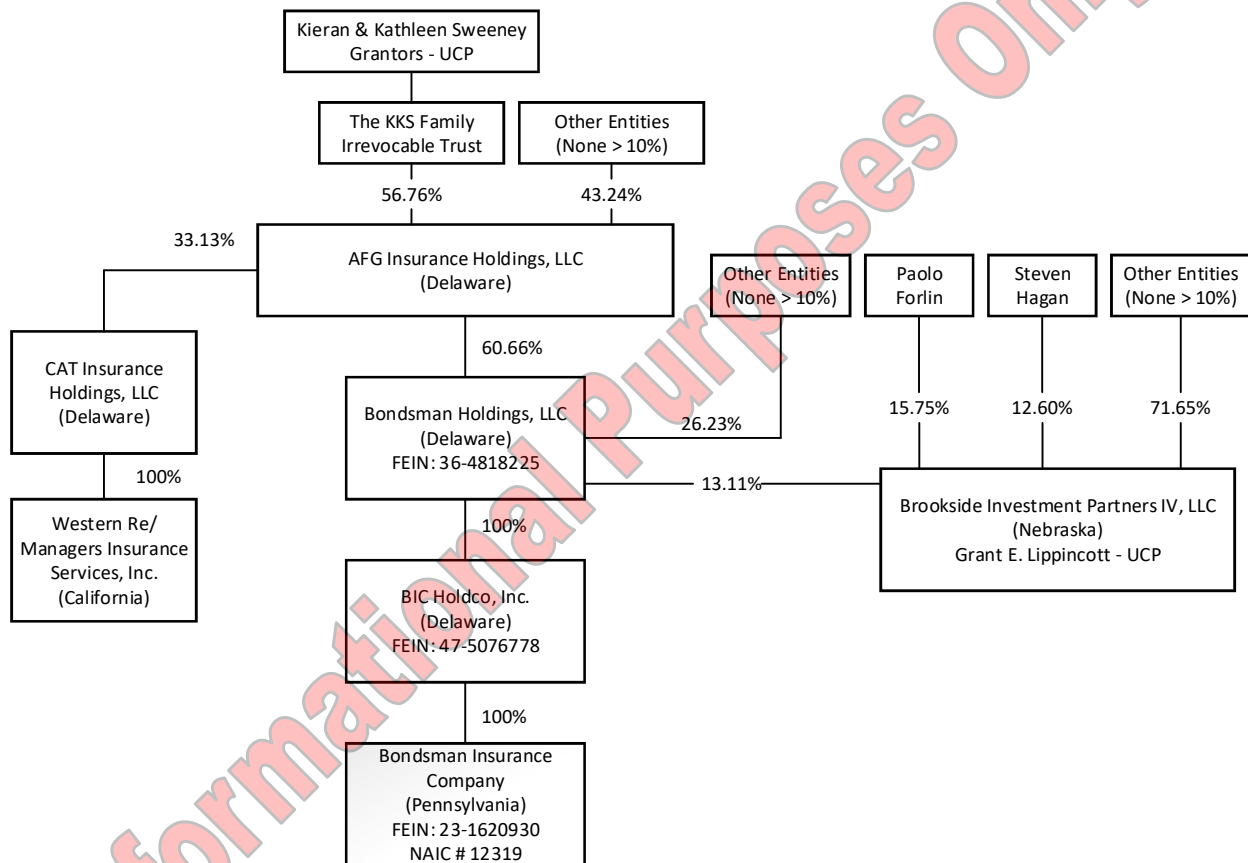 Kieran & Kathleen Sweeney
Grantors - UCP
The KKS Family
Irrevocable Trust
Other Entities
(None > 10%)
56.76%
43.24%
33.13%
AFG Insurance Holdings, LLC
(Delaware)
Other Entities
(None > 10%)
Paolo
Forlin
Steven
Hagan
Other Entities
(None > 10%)
60.66%
CAT Insurance
Holdings, LLC
(Delaware)
Bondsman Holdings, LLC
(Delaware)
FEIN: 36-4818225
26.23%
15.75%
12.60%
71.65%
13.11%
100%
Western Re/
Managers Insurance
Services, Inc.
(California)
Brookside Investment Partners IV, LLC
(Nebraska)
Grant E. Lippincott - UCP
100%
BIC Holdco, Inc.
(Delaware)
FEIN: 47-5076778
100%
Bondsman Insurance
Company
(Pennsylvania)
FEIN: 23-1620930
NAIC # 12319
formational Purposes Only